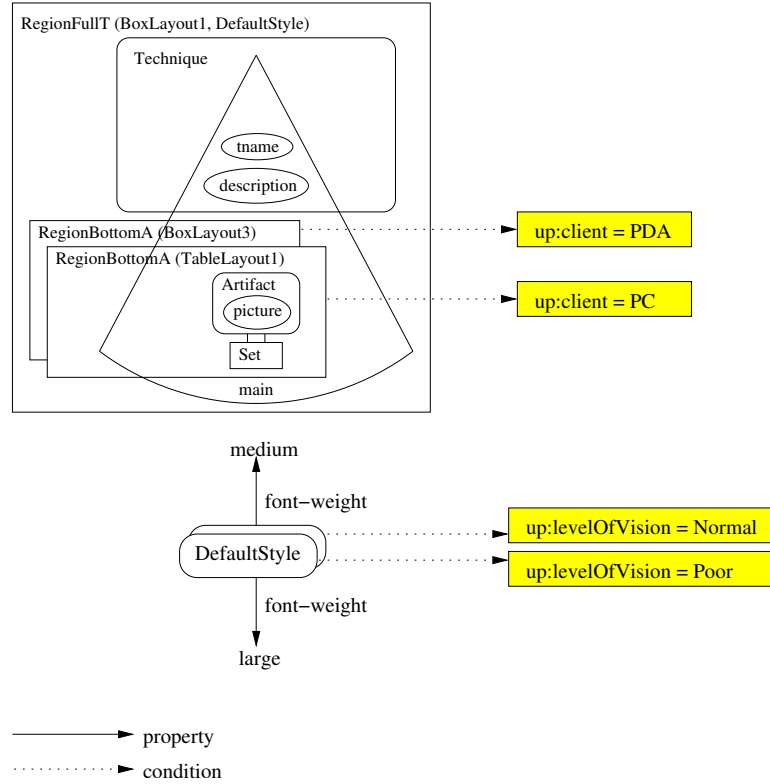 RegionFullT (BoxLayout1, DefaultStyle)
Technique
tname
description
RegionBottomA (BoxLayout3)
up:client = PDA
RegionBottomA (TableLayout1)
Artifact
up:client = PC
picture
Set
main
medium
font−weight
up:levelOfVision = Normal
DefaultStyle
up:levelOfVision = Poor
font−weight
large
property
condition